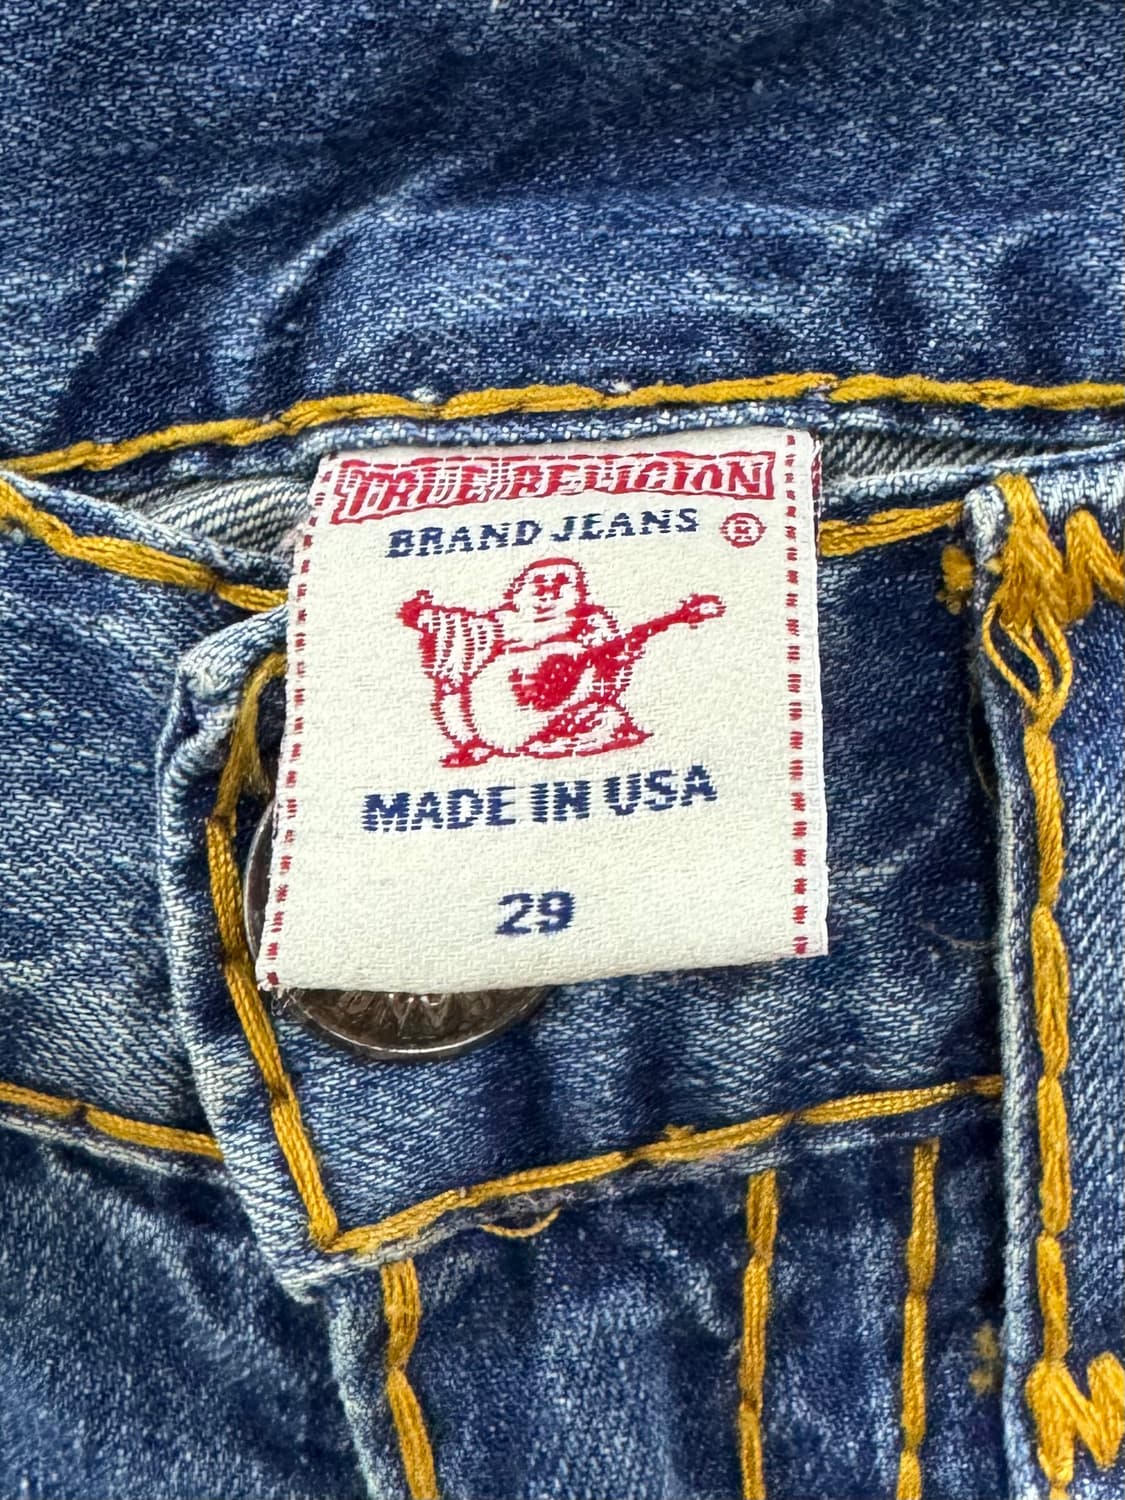 TRUE RELIGION
BRAND JEANS ®
MADE IN USA
29